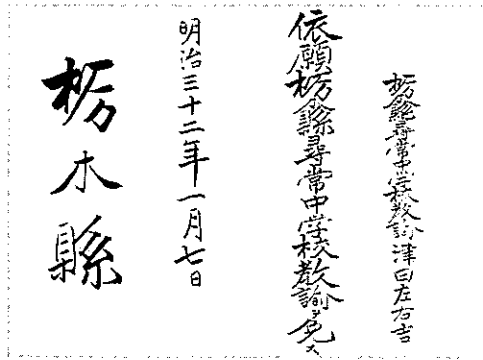 栃木縣尋常中学校教諭津田左右吉
依願栃木縣尋常中学校教諭ヲ免ス
明治三十二年一月七日
栃木縣